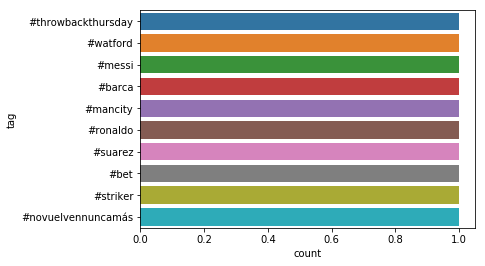 #throwbackthursday
#watford
#messi
#barca
#mancity
#ronaldo
#suarez
#bet
#striker
#novuelvennuncamás
tag
0.0 0.2 0.4 0.6 0.8 1.0
count